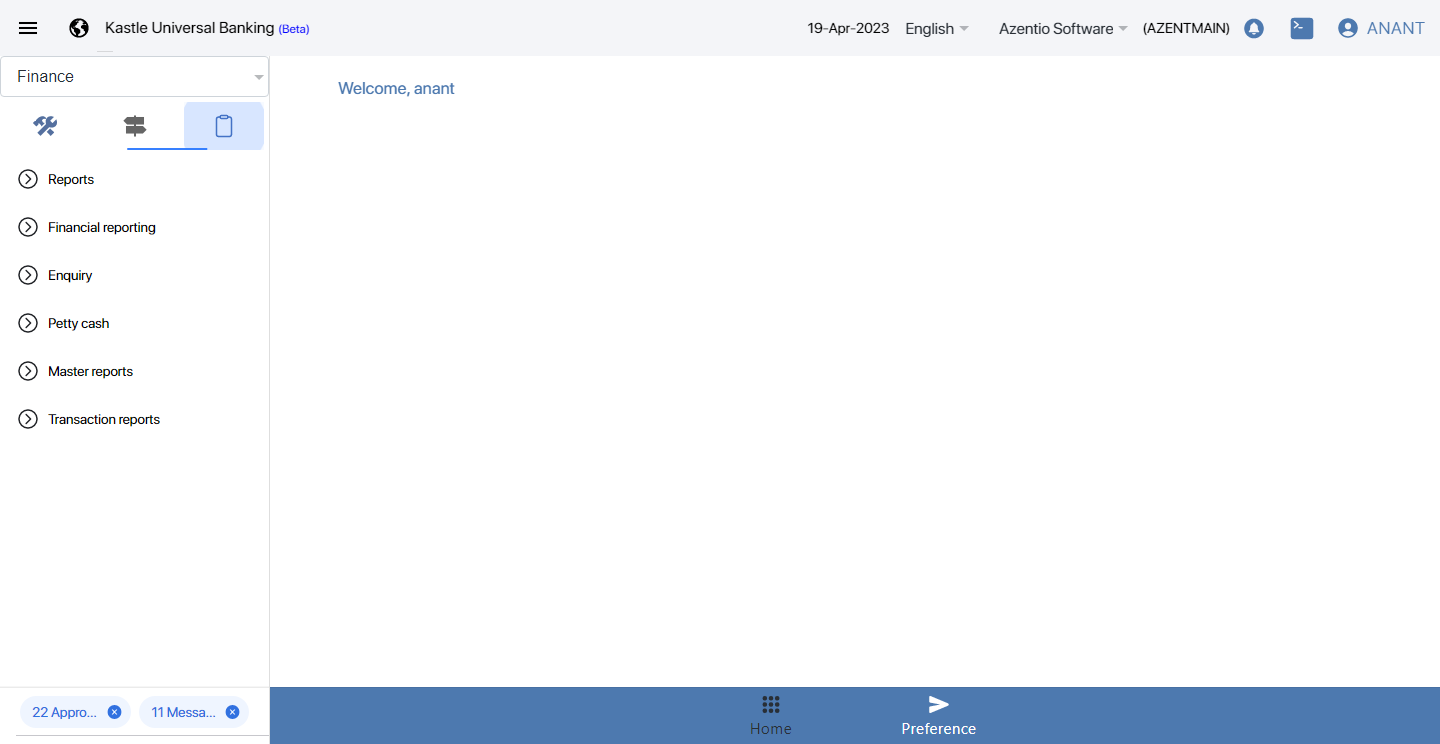 Kastle Universal Banking (Beta)
19-Apr-2023 English Azentio Software (AZENTMAIN) ANANT
Finance
Welcome, anant
Reports
Financial reporting
Enquiry
Petty cash
Master reports
Transaction reports
22 Appro... 11 Messa...
Home
Preference